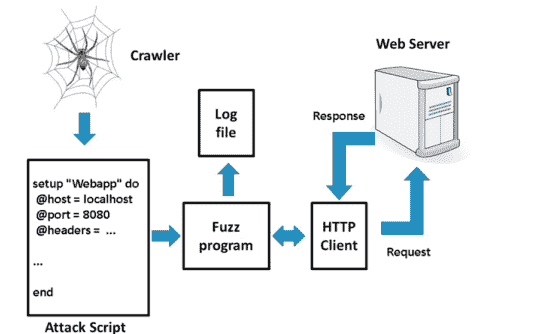 Crawler
Web Server
Log
file
Response
setup "Webapp" do
@host = localhost
@port = 8080
@headers = ...
...
end
Fuzz
program
HTTP
Client
Request
Attack Script